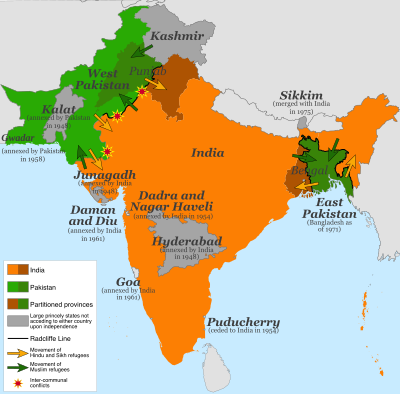 Kashmir
Punjab
West
Pakistan
Sikkim
(merged with India
in 1975)
Kalat
(annexed by Pakistan
in 1948)
Gwadar
(annexed by Pakistan
in 1958)
India
Bengal
Junagadh
(annexed by India
in 1948)
Dadra and
Nagar Haveli
(annexed by India in 1954)
East
Pakistan
(Bangladesh as
of 1971)
Daman
and Diu
(annexed by India
in 1961)
Hyderabad
(annexed by India
in 1948)
Goa
(annexed by India
in 1961)
Puducherry
(ceded to India in 1954)
India
Pakistan
Partitioned provinces
Large princely states not
acceding to either country
upon independence
Radcliffe Line
Movement of
Hindu and Sikh refugees
Movement of
Muslim refugees
Inter-communal
conflicts